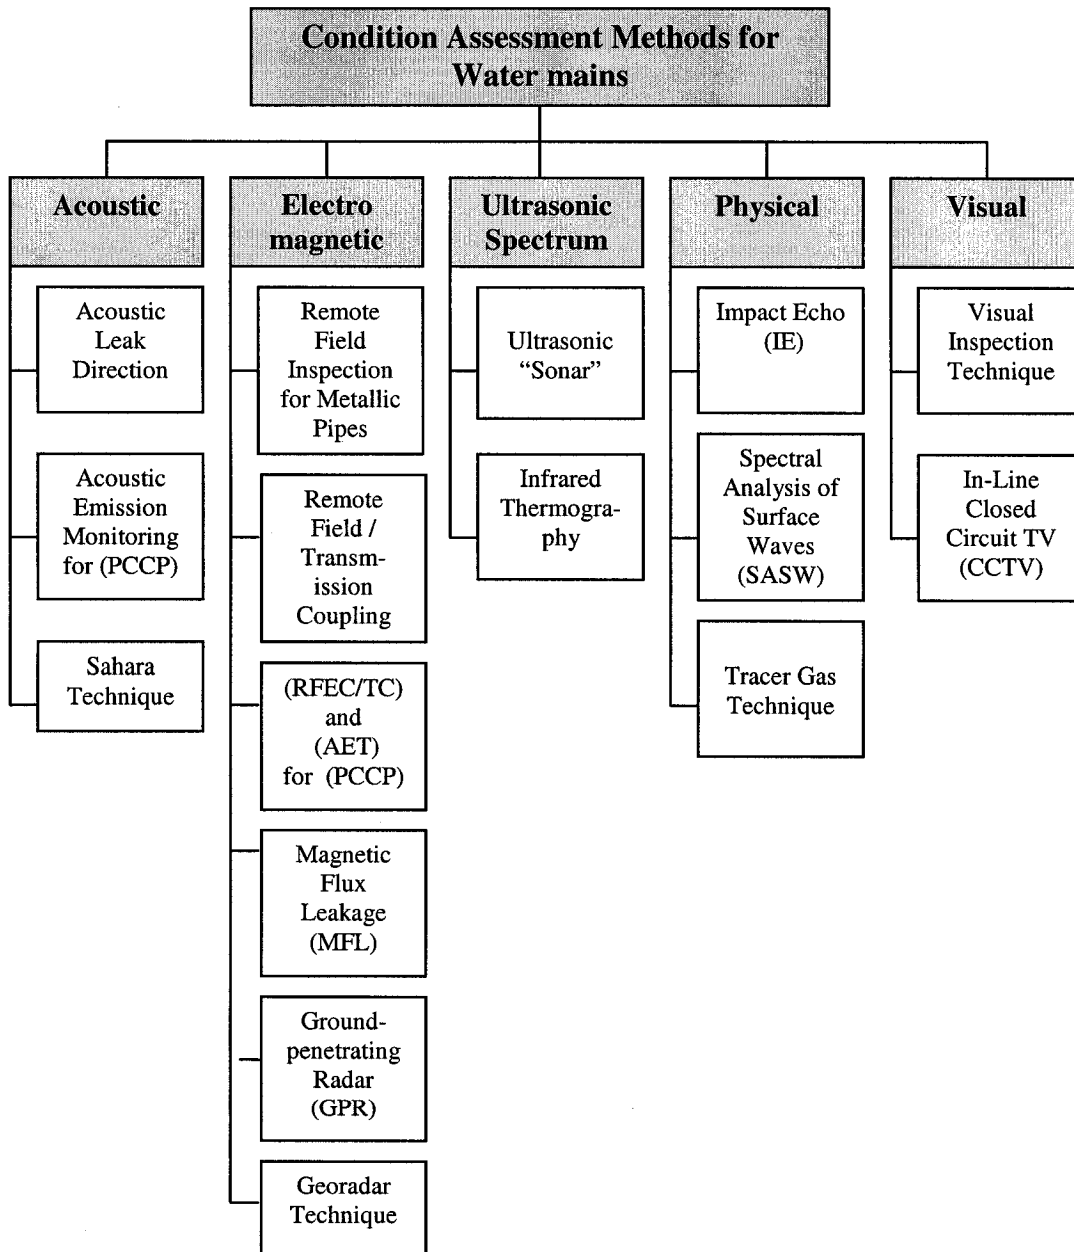 Condition Assessment Methods for
Water mains
Acoustic
Acoustic
Leak
Direction
Acoustic
Emission
Monitoring
for (PCCP)
Sahara
Technique
Electro
magnetic
Remote
Field
Inspection
for Metallic
Pipes
Remote
Field /
Transm-
ission
Coupling
(RFEC/TC)
and
(AET)
for (PCCP)
Magnetic
Flux
Leakage
(MFL)
Ground-
penetrating
Radar
(GPR)
Georadar
Technique
Ultrasonic
Spectrum
Ultrasonic
“Sonar”
Infrared
Thermogra-
phy
Physical
Impact Echo
(IE)
Spectral
Analysis of
Surface
Waves
(SASW)
Tracer Gas
Technique
Visual
Visual
Inspection
Technique
In-Line
Closed
Circuit TV
(CCTV)